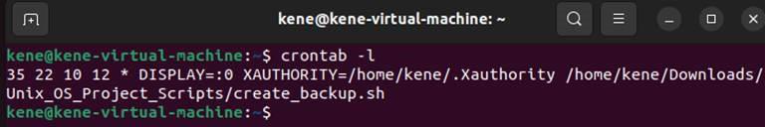 kene@kene-virtual-machine: ~
kene@kene-virtual-machine:~$ crontab -l
35 22 10 12 * DISPLAY=:0 XAUTHORITY=/home/kene/.Xauthority /home/kene/Downloads/
Unix_OS_Project_Scripts/create_backup.sh
kene@kene-virtual-machine:~$